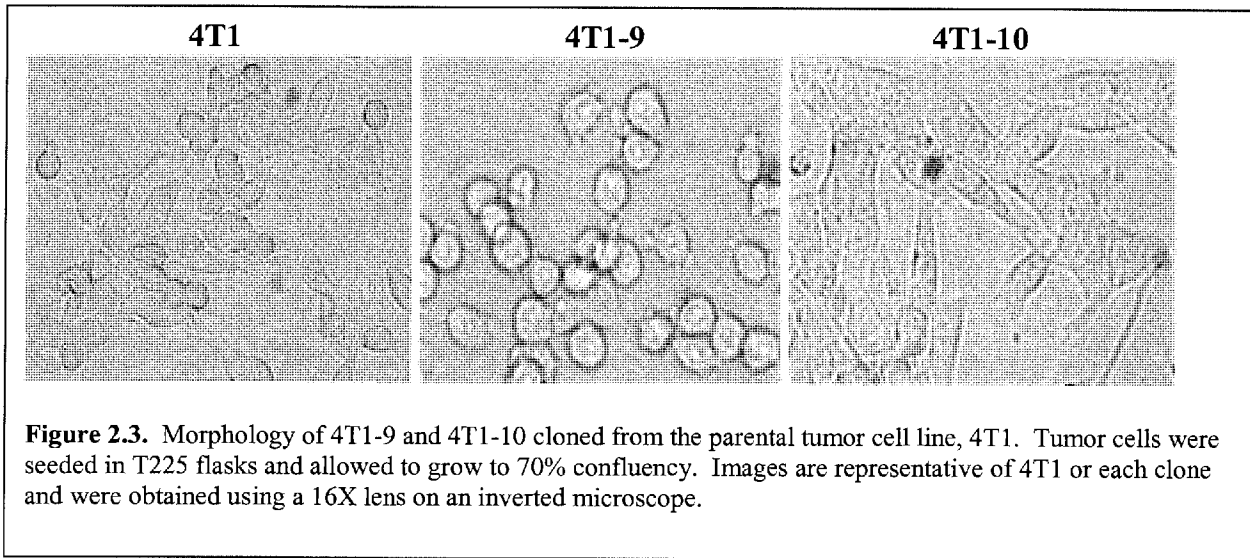 4T1 4T1-9 4T1-10
Figure 2.3. Morphology of 4T1-9 and 4T1-10 cloned from the parental tumor cell line, 4T1. Tumor cells were
seeded in T225 flasks and allowed to grow to 70% confluency. Images are representative of 4T1 or each clone
and were obtained using a 16X lens on an inverted microscope.